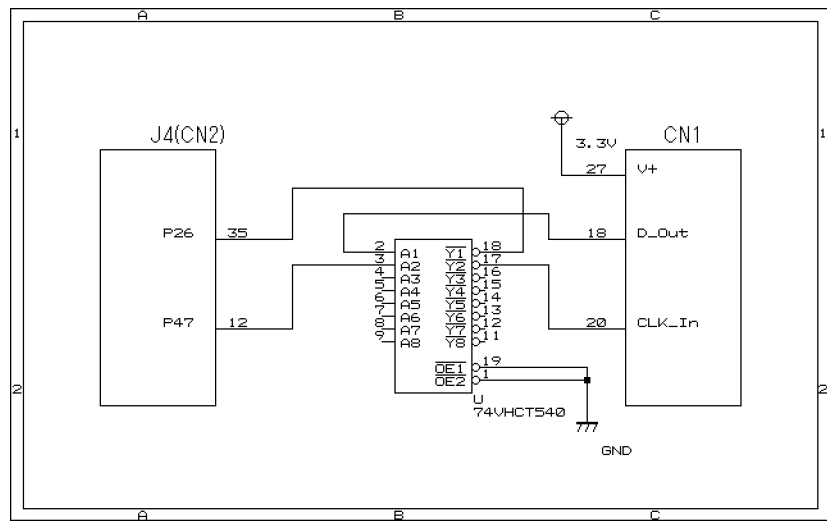 A B C
1 1
J4(CN2) CN1
3.3V
27 V+
P26 35
18 D_Out
2 A1 Y1 18
3 A2 Y2 17
4 A3 Y3 16
5 A4 Y4 15
6 A5 Y5 14
7 A6 Y6 13
8 A7 Y7 12
9 A8 Y8 11
P47 12
20 CLK_In
OE1 19
OE2 1
2 2
U
74VHCT540
GND
A B C